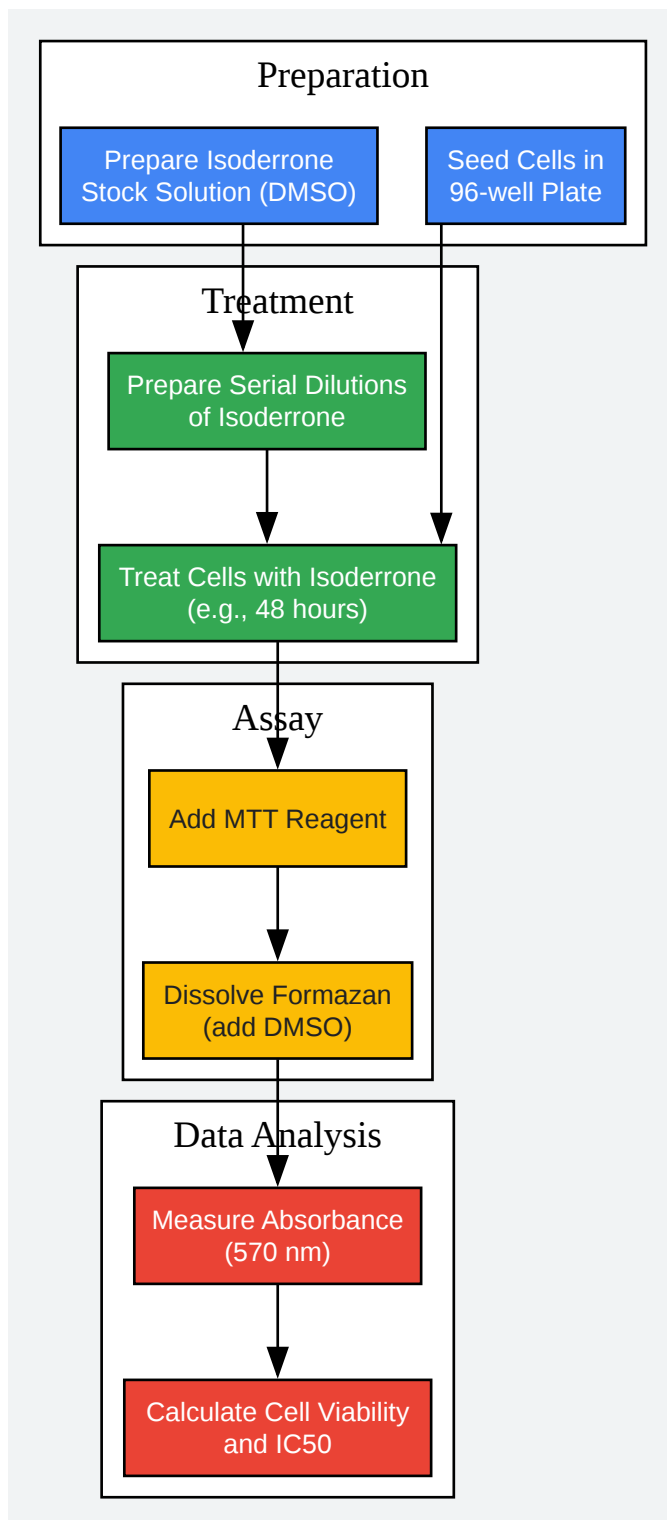 Preparation
Prepare Isoderrone
Stock Solution (DMSO)
Seed Cells in
96-well Plate
Treatment
Prepare Serial Dilutions
of Isoderrone
Treat Cells with Isoderrone
(e.g., 48 hours)
Assay
Add MTT Reagent
Dissolve Formazan
(add DMSO)
Data Analysis
Measure Absorbance
(570 nm)
Calculate Cell Viability
and IC50